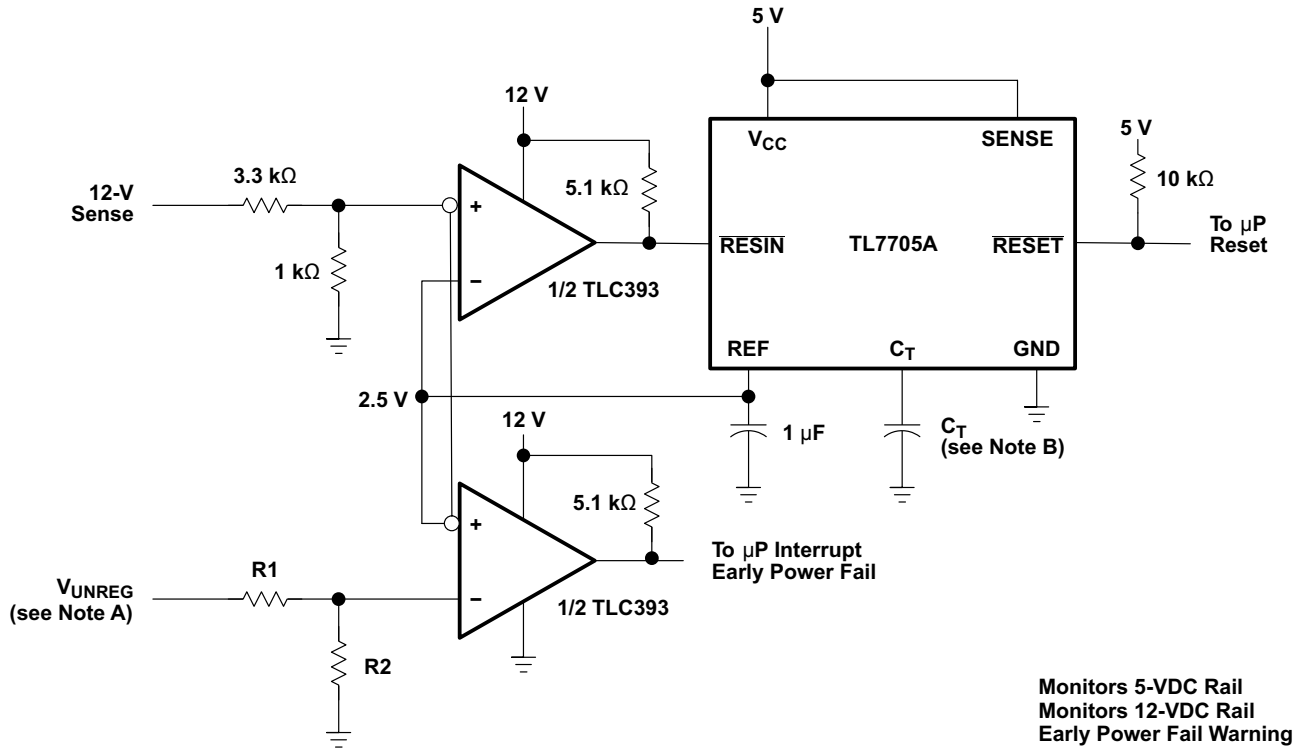 5 V
12 V
V_CC
SENSE
5 V
3.3 kΩ
12-V
Sense
+
5.1 kΩ
10 kΩ
RESIN
TL7705A
RESET
To µP
Reset
1 kΩ
−
1/2 TLC393
REF
C_T
GND
2.5 V
12 V
1 µF
C_T
(see Note B)
5.1 kΩ
+
To µP Interrupt
Early Power Fail
V_UNREG
(see Note A)
R1
−
1/2 TLC393
R2
Monitors 5-VDC Rail
Monitors 12-VDC Rail
Early Power Fail Warning